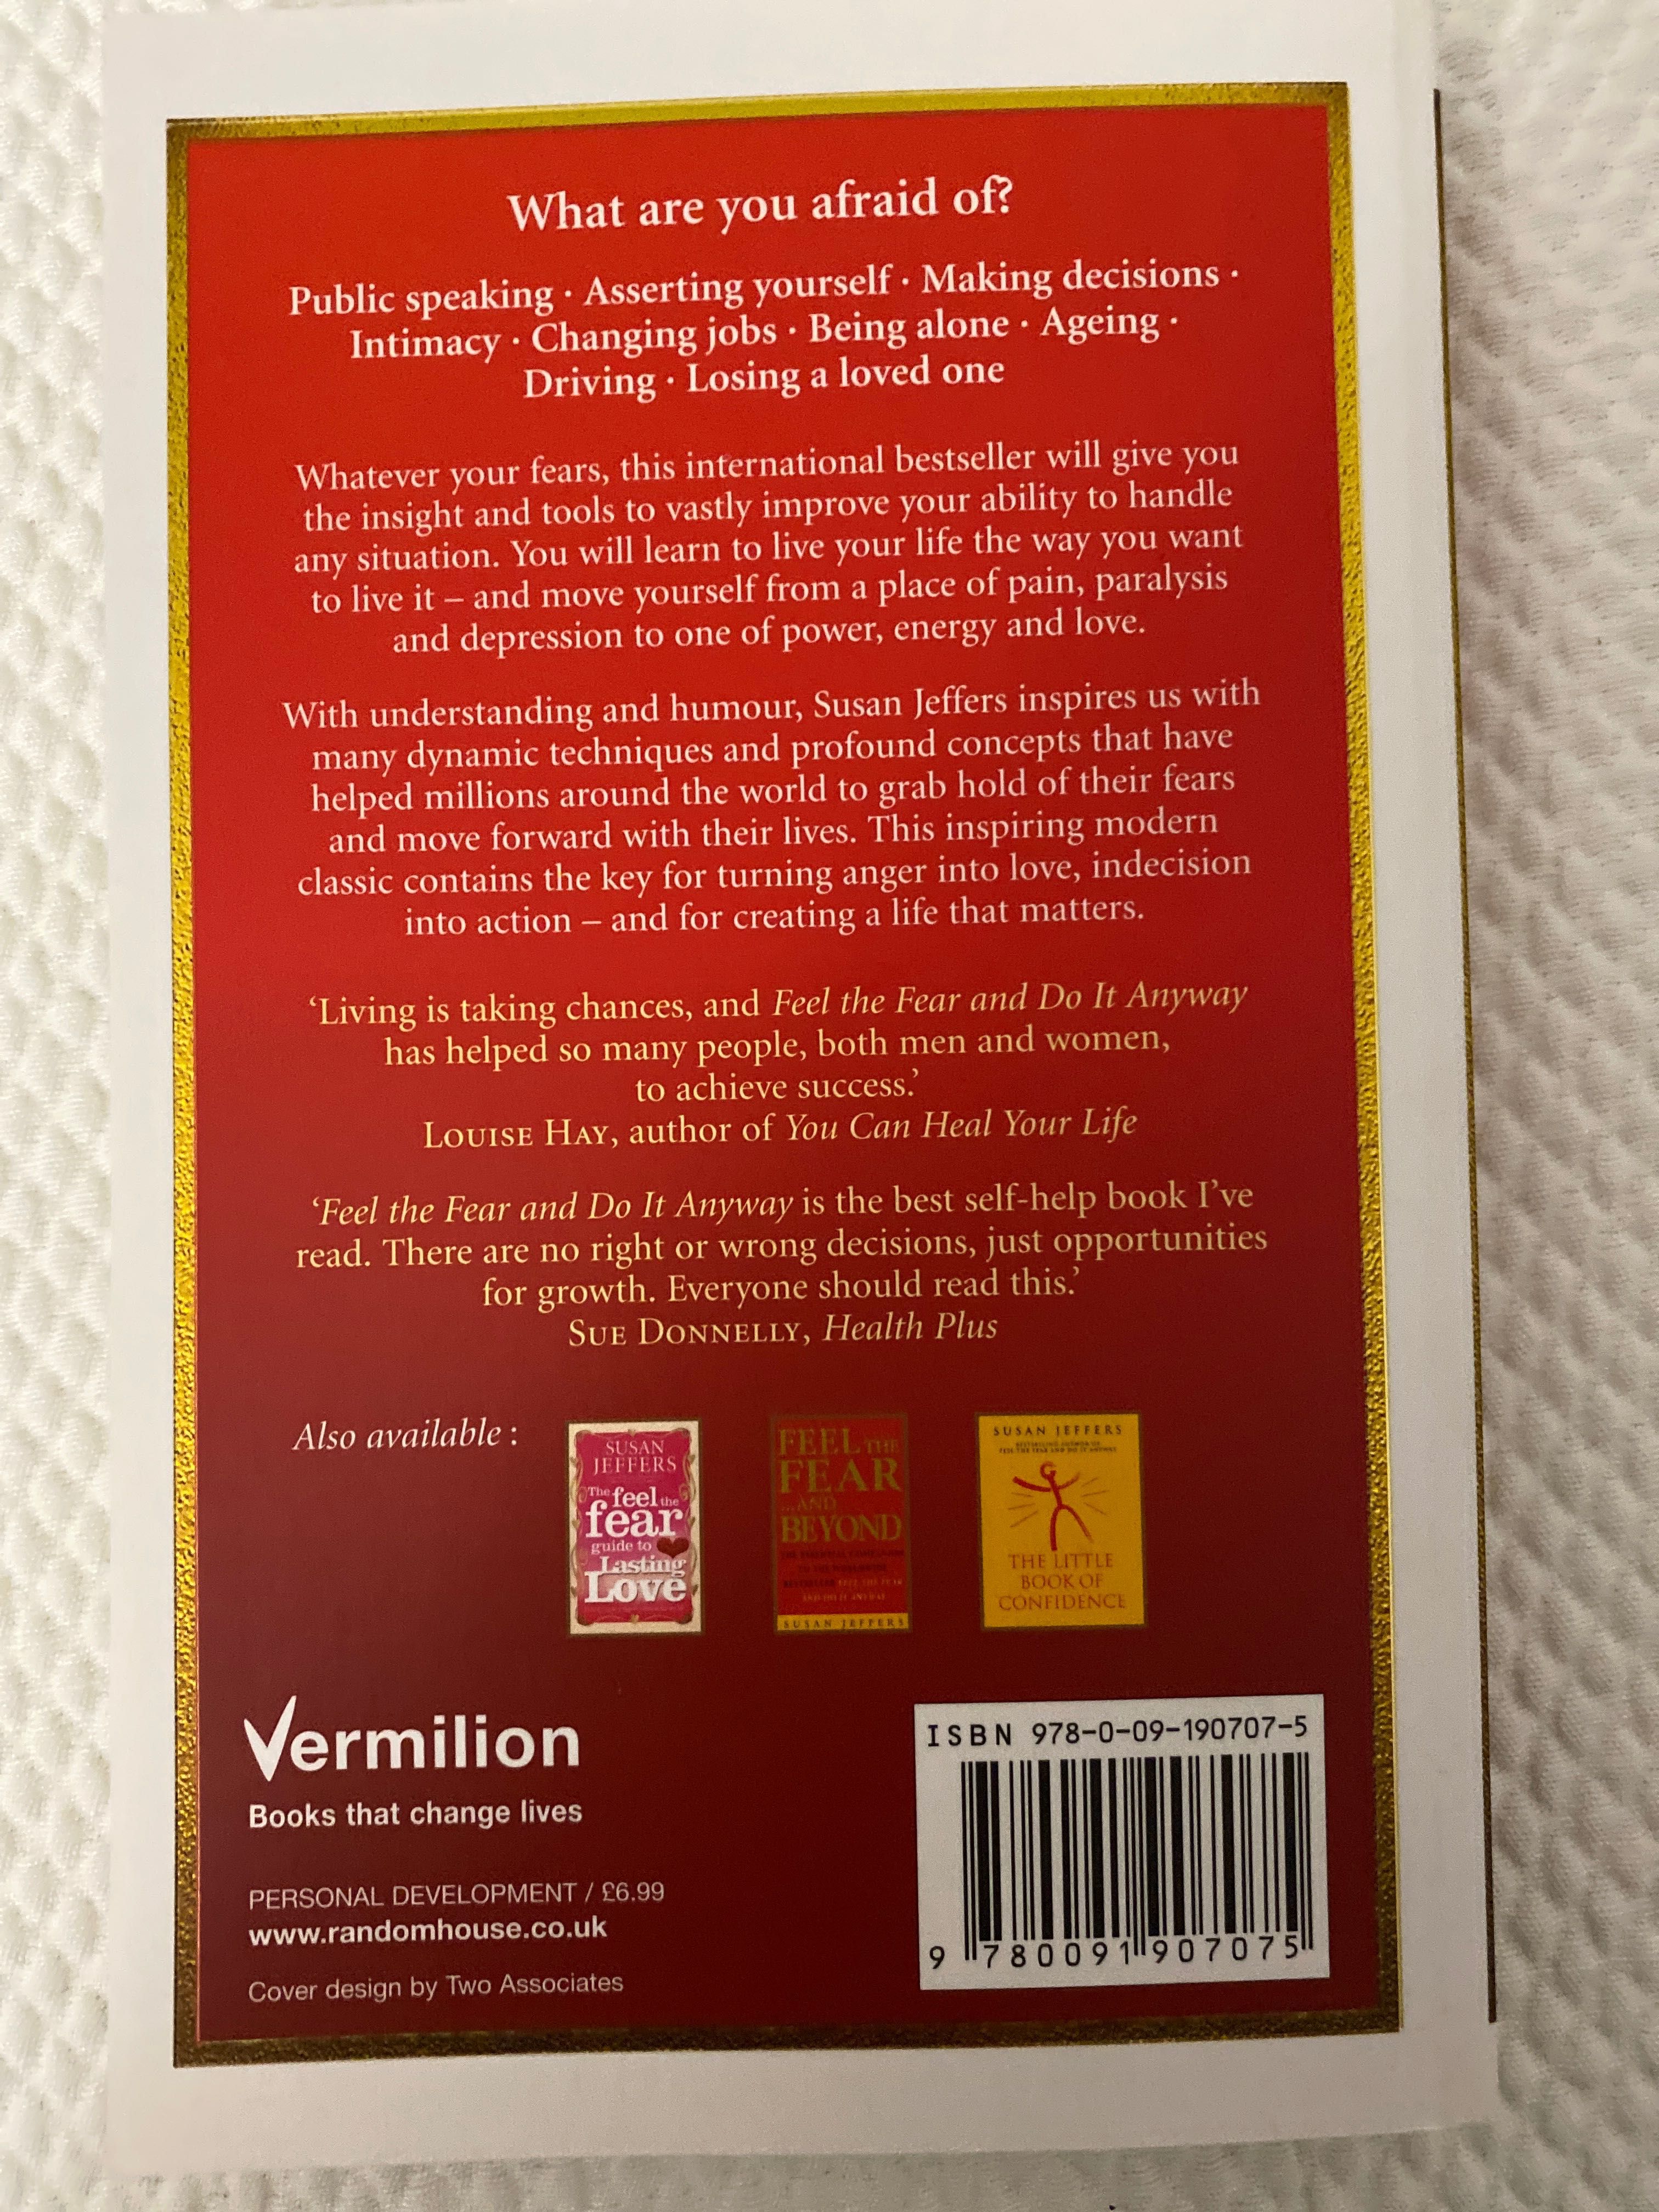 What are you afraid of?
Public speaking · Asserting yourself · Making decisions ·
Intimacy · Changing jobs · Being alone · Ageing ·
Driving · Losing a loved one
Whatever your fears, this international bestseller will give you
the insight and tools to vastly improve your ability to handle
any situation. You will learn to live your life the way you want
to live it – and move yourself from a place of pain, paralysis
and depression to one of power, energy and love.
With understanding and humour, Susan Jeffers inspires us with
many dynamic techniques and profound concepts that have
helped millions around the world to grab hold of their fears
and move forward with their lives. This inspiring modern
classic contains the key for turning anger into love, indecision
into action – and for creating a life that matters.
‘Living is taking chances, and Feel the Fear and Do It Anyway
has helped so many people, both men and women,
to achieve success.’
LOUISE HAY, author of You Can Heal Your Life
‘Feel the Fear and Do It Anyway is the best self-help book I’ve
read. There are no right or wrong decisions, just opportunities
for growth. Everyone should read this.’
SUE DONNELLY, Health Plus
Also available :
SUSAN
JEFFERS
The feel the
fear
guide to
Lasting
Love
FEEL THE
FEAR
...AND
BEYOND
SUSAN JEFFERS
SUSAN JEFFERS
THE LITTLE
BOOK OF
CONFIDENCE
Vermilion
Books that change lives
PERSONAL DEVELOPMENT / £6.99
www.randomhouse.co.uk
Cover design by Two Associates
ISBN 978-0-09-190707-5
9 780091 907075